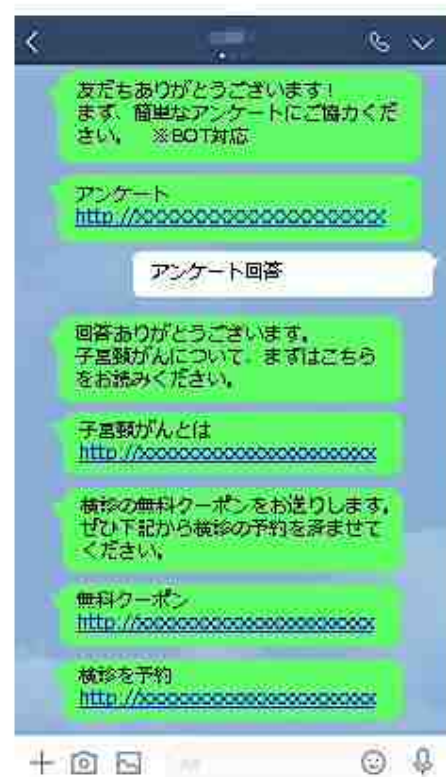 友だちありがとうございます!
まず、簡単なアンケートにご協力くだ
さい。 ※BOT対応
アンケート
http://xxxxxxxxxxxxxxxxxxxxxxx
アンケート回答
回答ありがとうございます。
子宮頸がんについて、まずはこちら
をお読みください。
子宮頸がんとは
http://xxxxxxxxxxxxxxxxxxxxxx
検診の無料クーポンをお送りします。
ぜひ下記から検診の予約を済ませて
ください。
無料クーポン
http://xxxxxxxxxxxxxxxxxxxxxx
検診を予約
http://xxxxxxxxxxxxxxxxxxxxxx
Aa